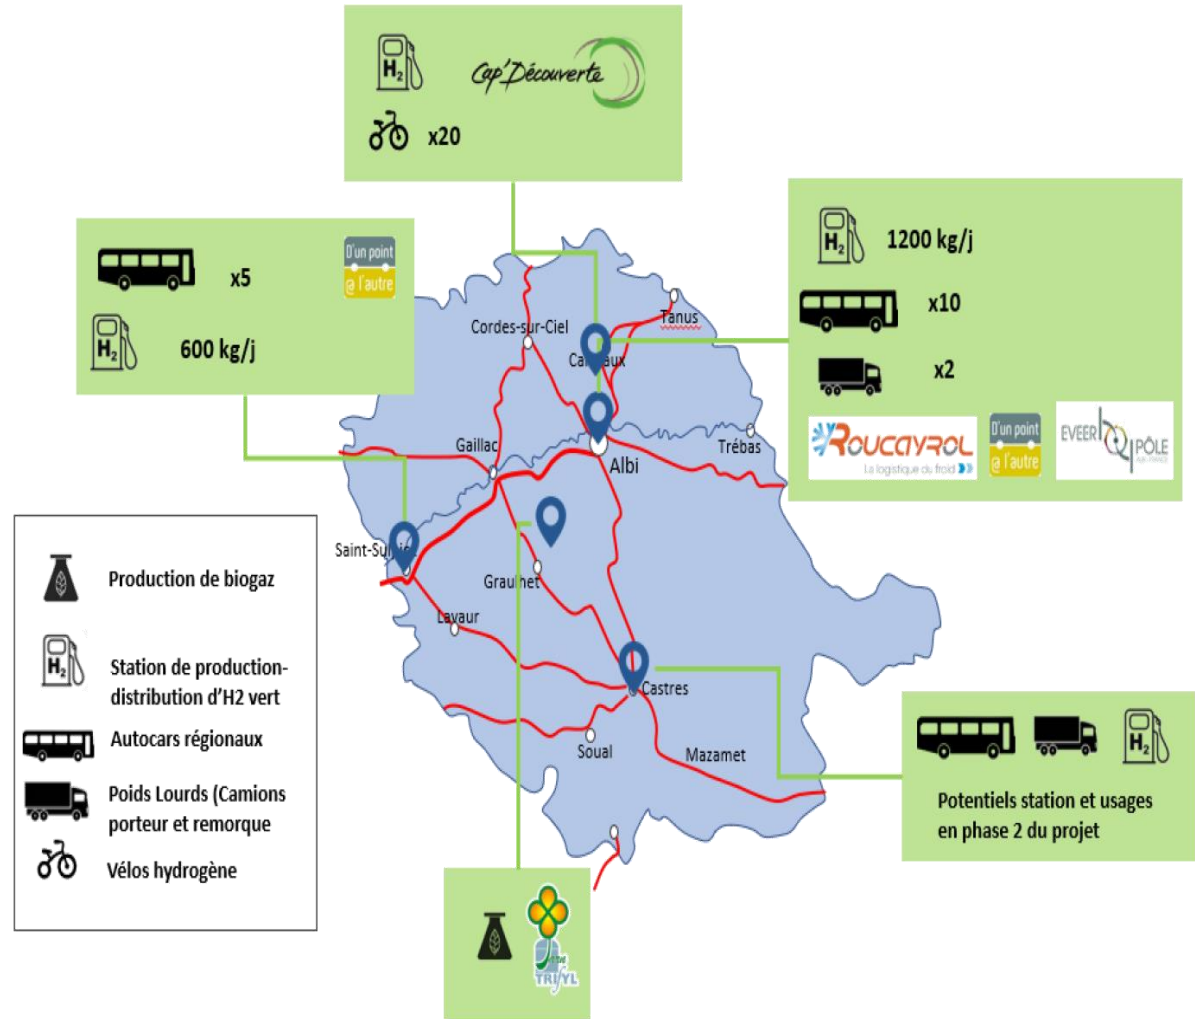 H₂
Cap'Découverte
x20
x5
D'un point
@ l'autre
H₂
600 kg/j
H₂
1200 kg/j
x10
x2
ROUCAYROL
La logistique du froid
D'un point
@ l'autre
EVEER
PÔLE
Tanus
Cordes-sur-Ciel
Gaillac
Trébas
Albi
Graulhet
Lavaur
Castres
Soual
Mazamet
Production de biogaz
H₂
Station de production-
distribution d'H2 vert
Autocars régionaux
Poids Lourds (Camions
porteur et remorque
Vélos hydrogène
H₂
Potentiels station et usages
en phase 2 du projet
TRIFYL